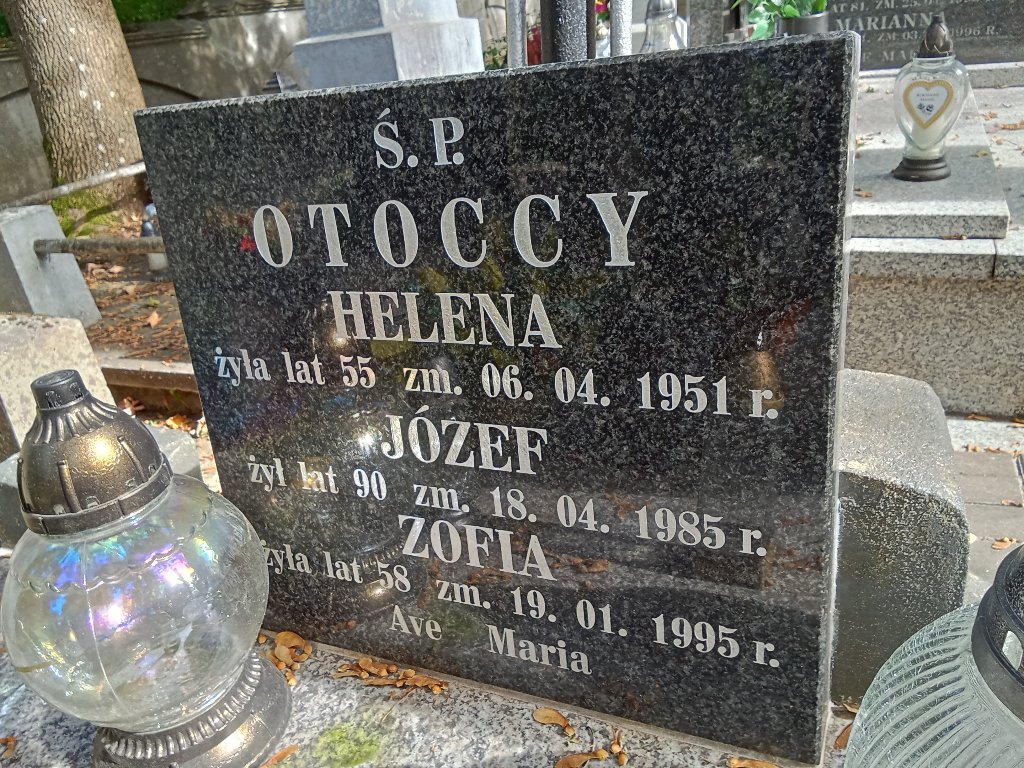 Ś. P.
OTOCCY
HELENA
żyła lat 55 zm. 06. 04. 1951 r.
JÓZEF
żył lat 90 zm. 18. 04. 1985 r.
ZOFIA
żyła lat 58 zm. 19. 01. 1995 r.
Ave Maria
MARIANNA